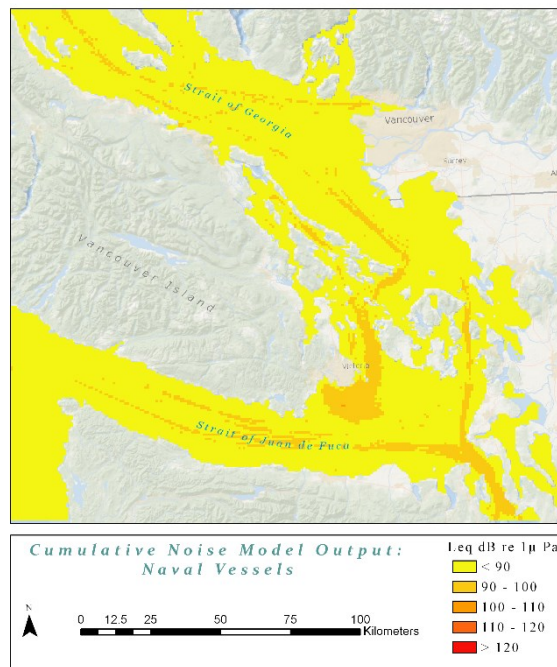 Strait of Georgia
Vancouver
Surrey
Vancouver Island
Victoria
Strait of Juan de Fuca
Cumulative Noise Model Output:
Naval Vessels
Leq dB re 1µ Pa
< 90
90 - 100
100 - 110
110 - 120
> 120
N
0 12.5 25 50 75 100
Kilometers